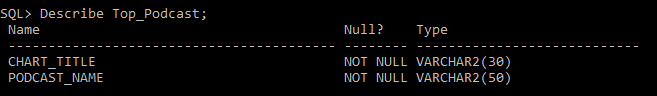 SQL> Describe Top_Podcast;
Name Null? Type
----------------------------------------- -------- ----------------------------
CHART_TITLE NOT NULL VARCHAR2(30)
PODCAST_NAME NOT NULL VARCHAR2(50)